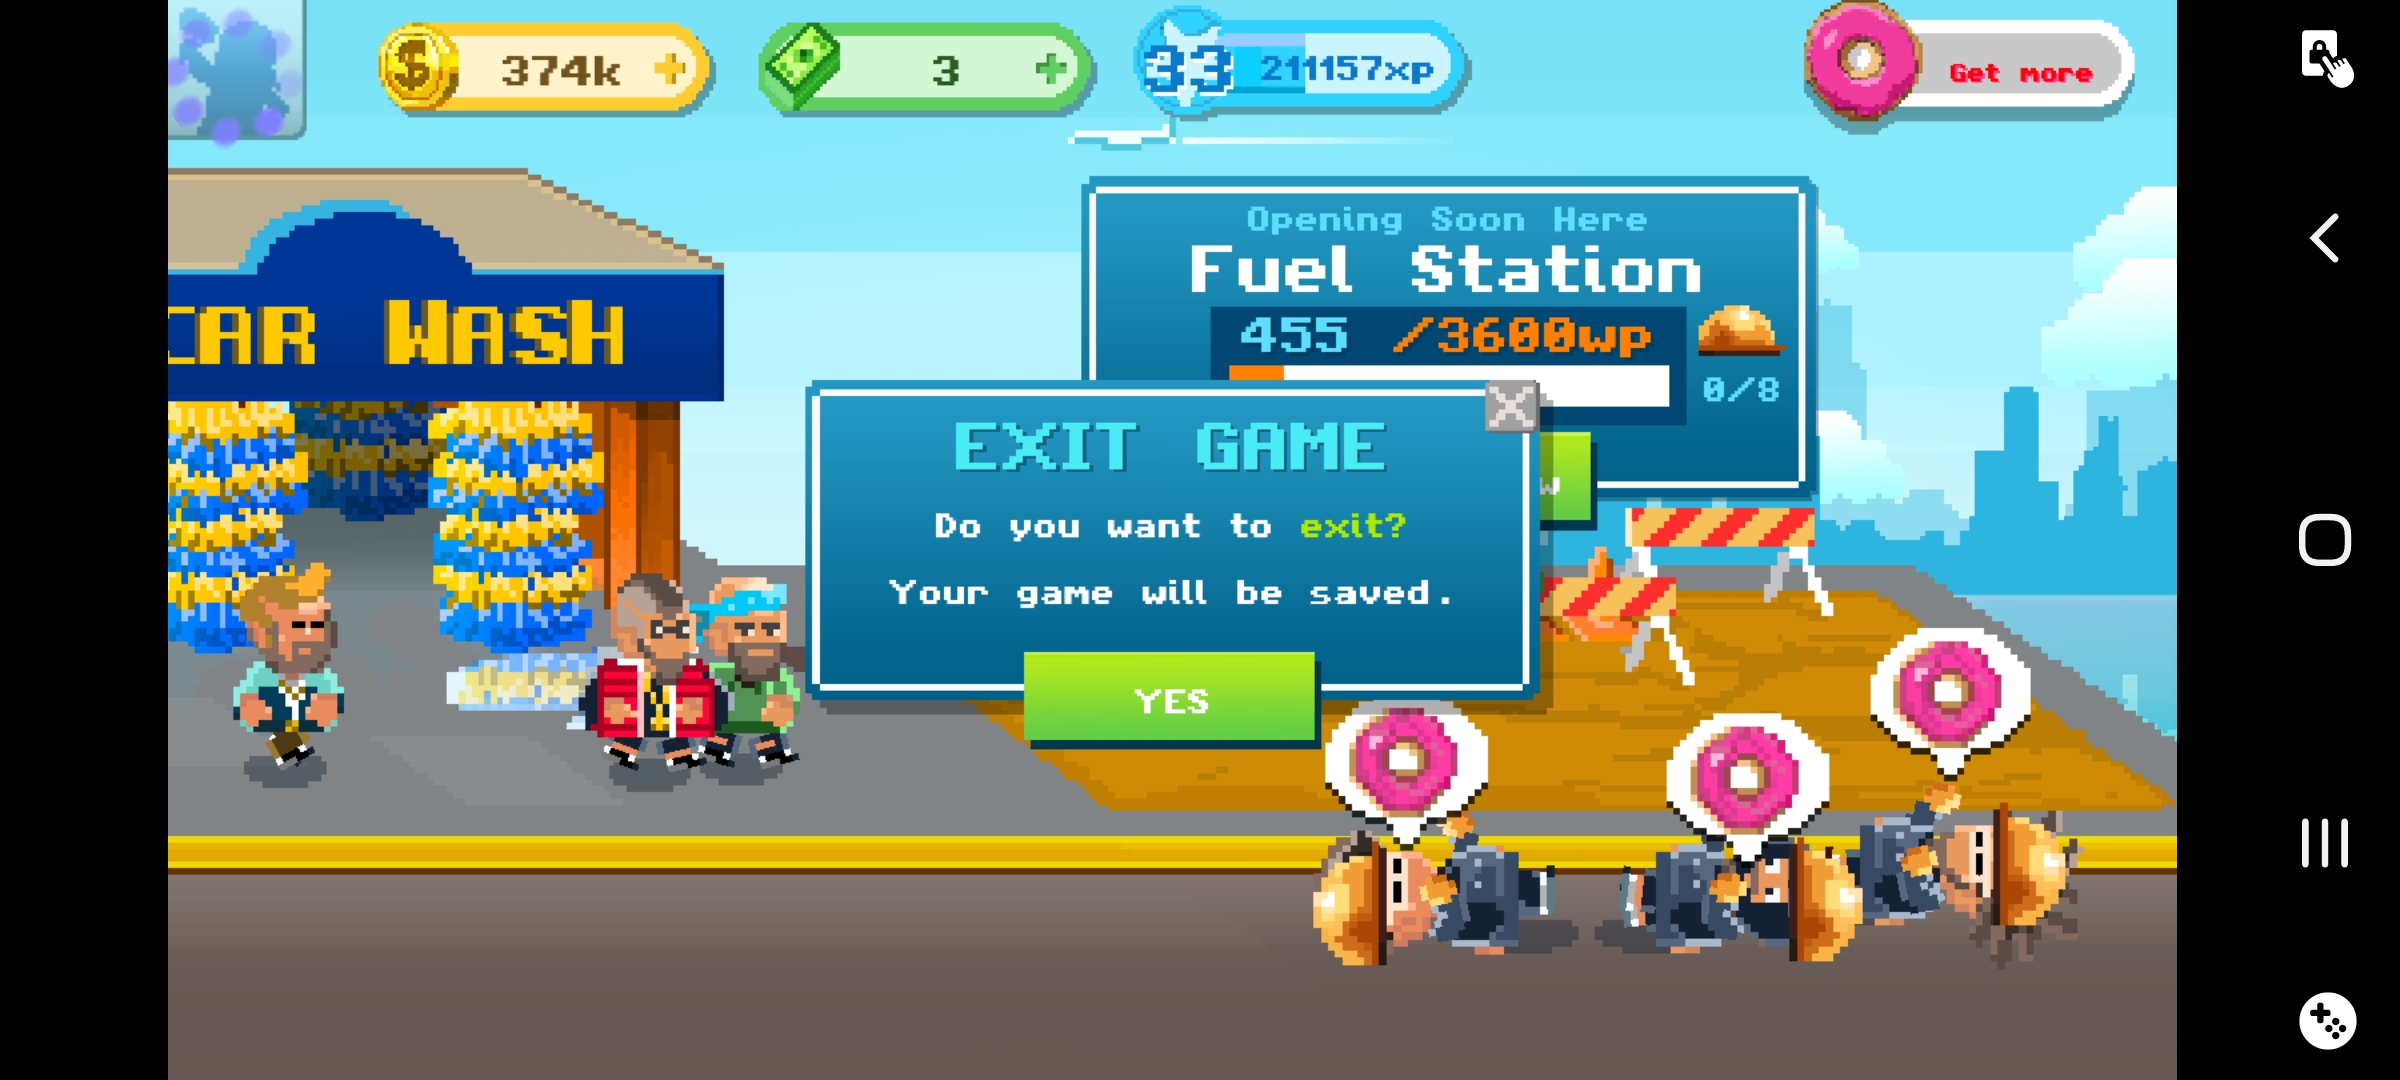 374k
3
33
211157xp
Get more
Opening Soon Here
Fuel Station
455 /3600wp
0/8
CAR WASH
EXIT GAME
Do you want to exit?
Your game will be saved.
YES